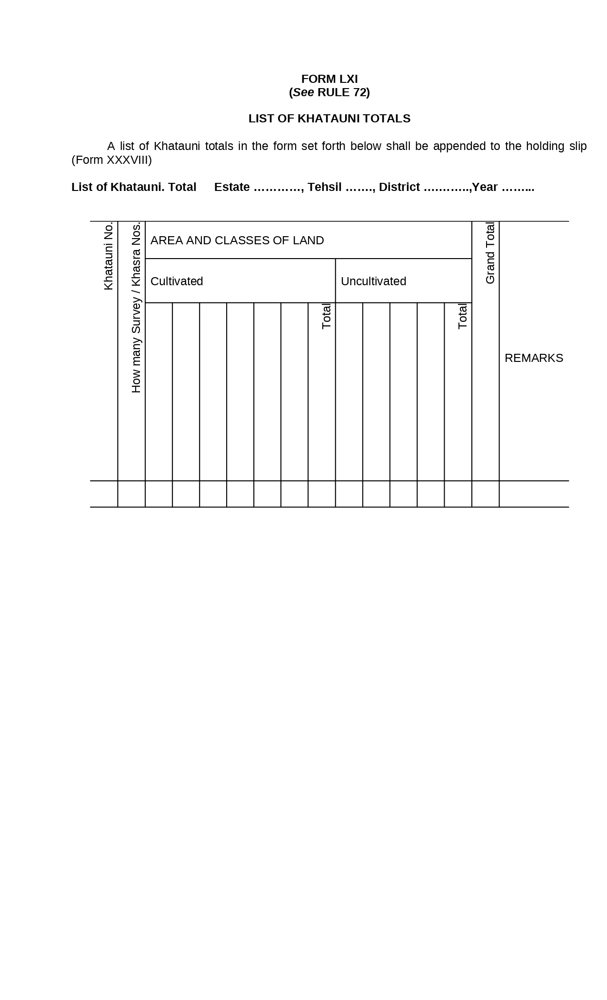 FORM LXI
(See RULE 72)
LIST OF KHATAUNI TOTALS
A list of Khatauni totals in the form set forth below shall be appended to the holding slip
(Form XXXVIII)
List of Khatauni. Total Estate …………, Tehsil ……., District ………...,Year ……...
Khatauni No.
How many Survey / Khasra Nos.
AREA AND CLASSES OF LAND
Grand Total
REMARKS
Cultivated
Uncultivated
Total
Total